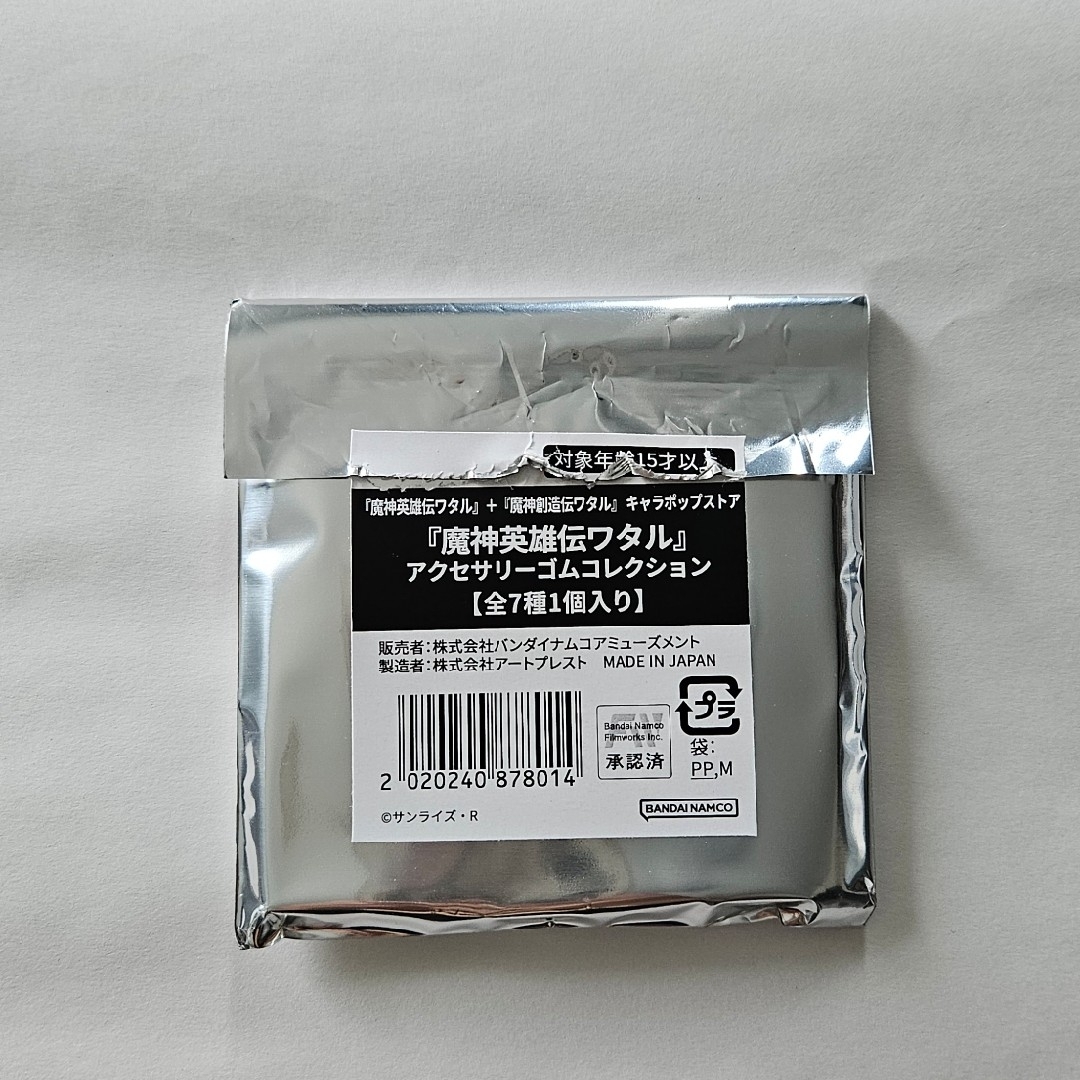 対象年齢15才以上
『魔神英雄伝ワタル』+『魔神創造伝ワタル』 キャラポップストア
『魔神英雄伝ワタル』
アクセサリーゴムコレクション
【全7種1個入り】
販売者:株式会社バンダイナムコアミューズメント
製造者:株式会社アートプレスト MADE IN JAPAN
プラ
Bandai Namco
Filmworks Inc.
承認済
袋:
PP,M
2 020240 878014
©サンライズ・R
BANDAI NAMCO